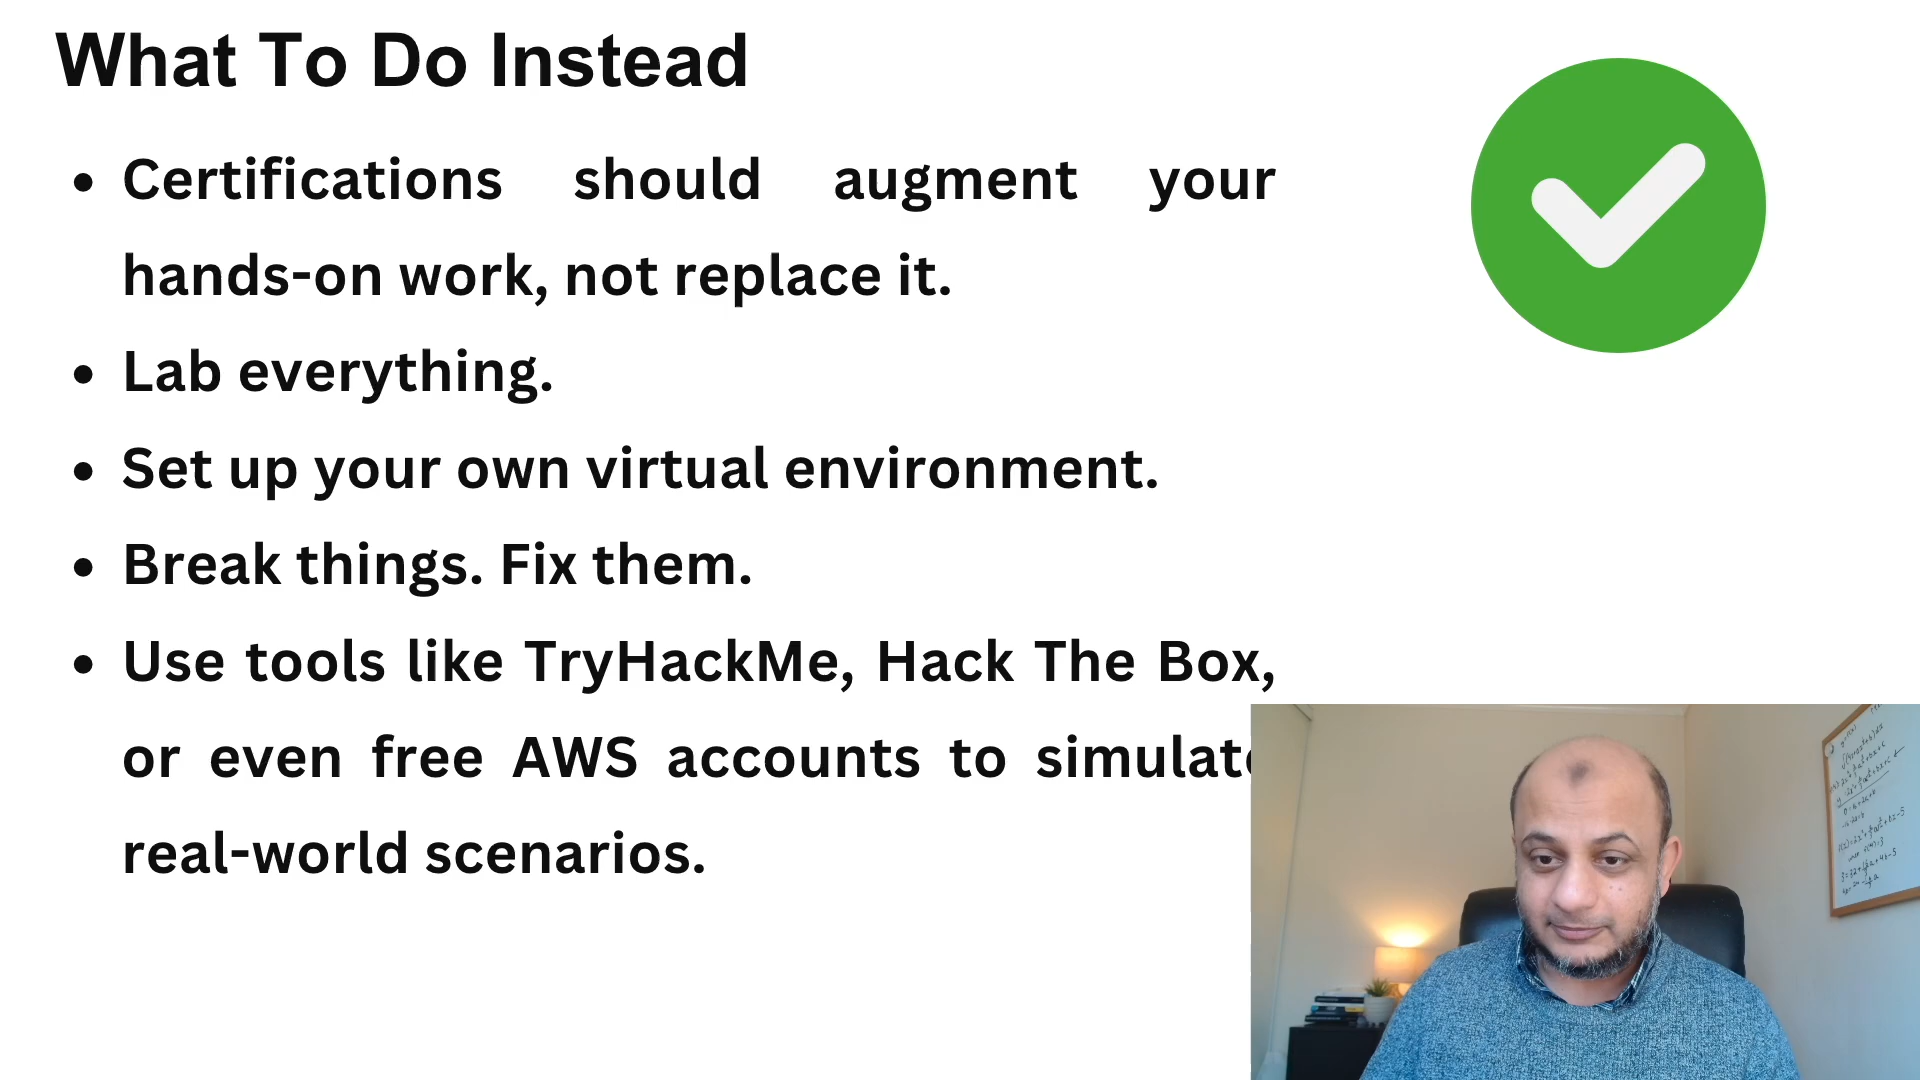 What To Do Instead
• Certifications should augment your
hands-on work, not replace it.
• Lab everything.
• Set up your own virtual environment.
• Break things. Fix them.
• Use tools like TryHackMe, Hack The Box,
or even free AWS accounts to simulate
real-world scenarios.